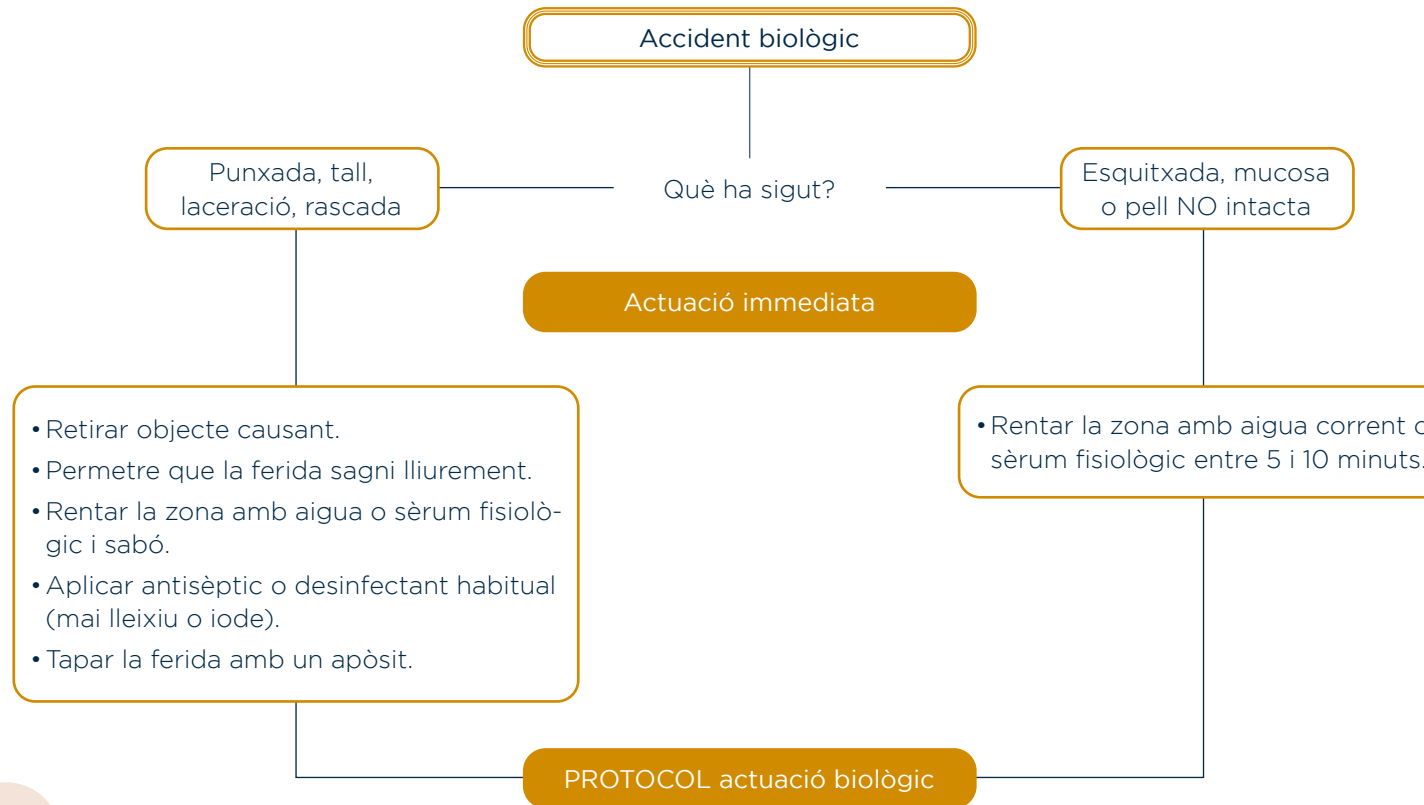 Accident biològic
Punxada, tall,
laceració, rascada
Què ha sigut?
Esquitxada, mucosa
o pell NO intacta
Actuació immediata
• Retirar objecte causant.
• Permetre que la ferida sagni lliurement.
• Rentar la zona amb aigua o sèrum fisiolò-
gic i sabó.
• Aplicar antisèptic o desinfectant habitual
(mai lleixiu o iode).
• Tapar la ferida amb un apòsit.
• Rentar la zona amb aigua corrent
sèrum fisiològic entre 5 i 10 minuts.
PROTOCOL actuació biològic